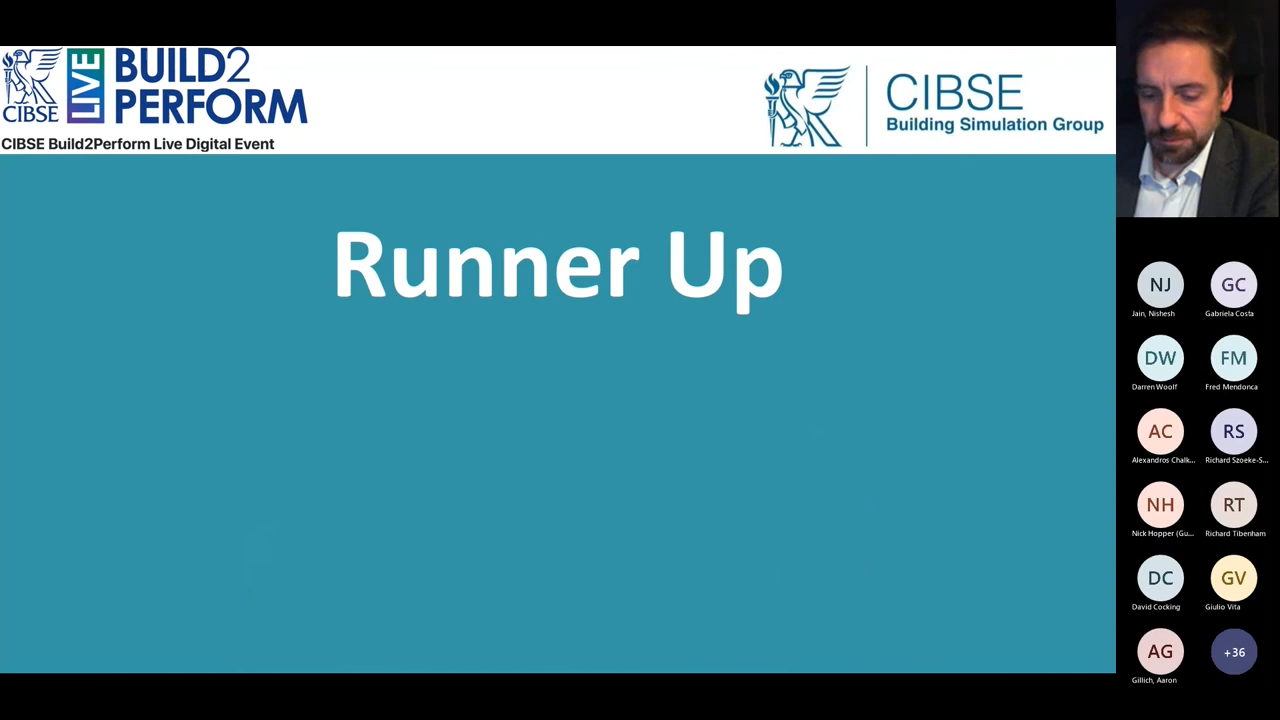 CIBSE
LIVE
BUILD2
PERFORM
CIBSE Build2Perform Live Digital Event
CIBSE
Building Simulation Group
Runner Up
NJ
GC
Jain, Nishesh
Gabriela Costa
DW
FM
Darren Woolf
Fred Mendonca
AC
RS
Alexandros Chalk...
Richard Szoeke-S...
NH
RT
Nick Hopper (Gu...
Richard Tibenham
DC
GV
David Cocking
Giulio Vita
AG
+36
Gillich, Aaron